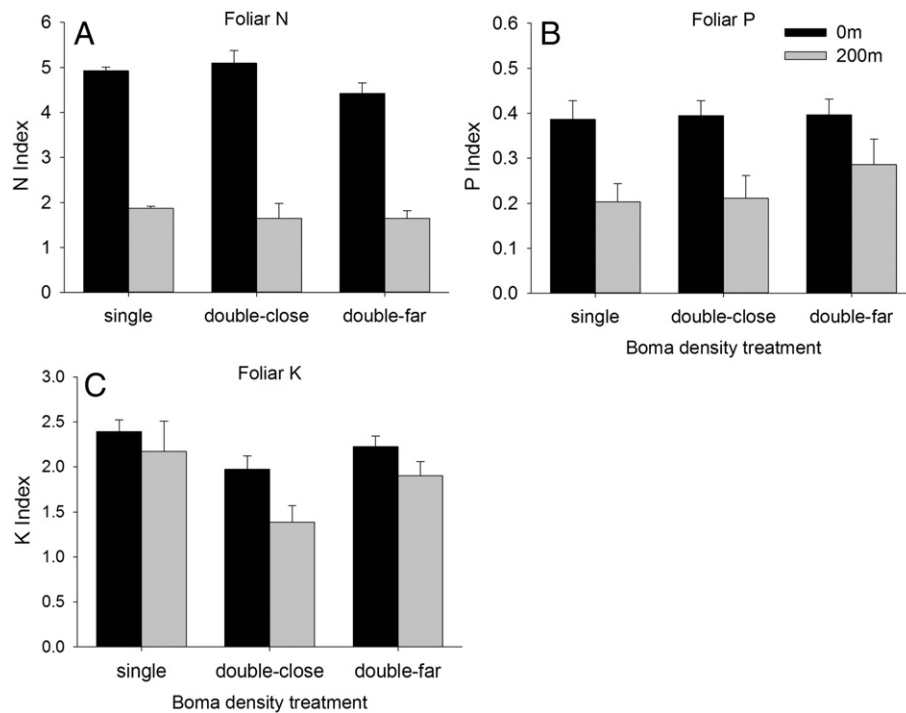 A
Foliar N
N Index
6
5
4
3
2
1
0
single double-close double-far
B
Foliar P
0m
200m
P Index
0.6
0.5
0.4
0.3
0.2
0.1
0.0
single double-close double-far
Boma density treatment
C
Foliar K
K Index
3.0
2.5
2.0
1.5
1.0
0.5
0.0
single double-close double-far
Boma density treatment